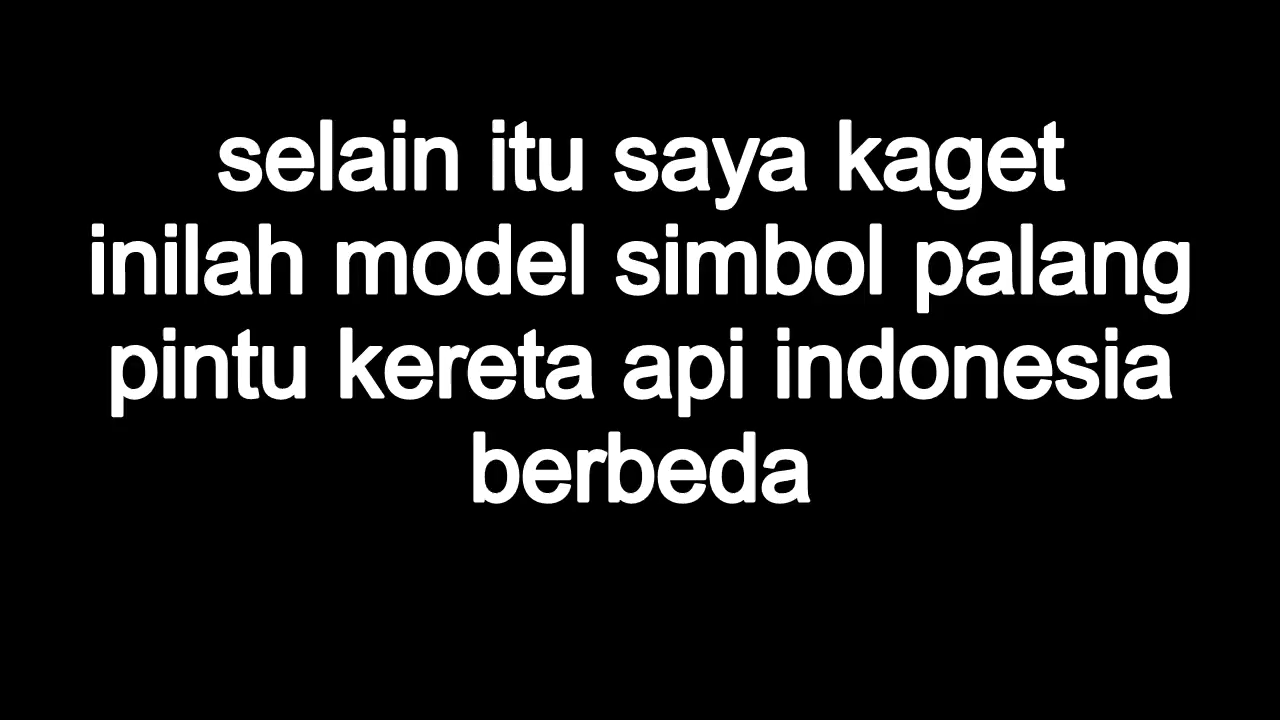 selain itu saya kaget
inilah model simbol palang
pintu kereta api indonesia
berbeda